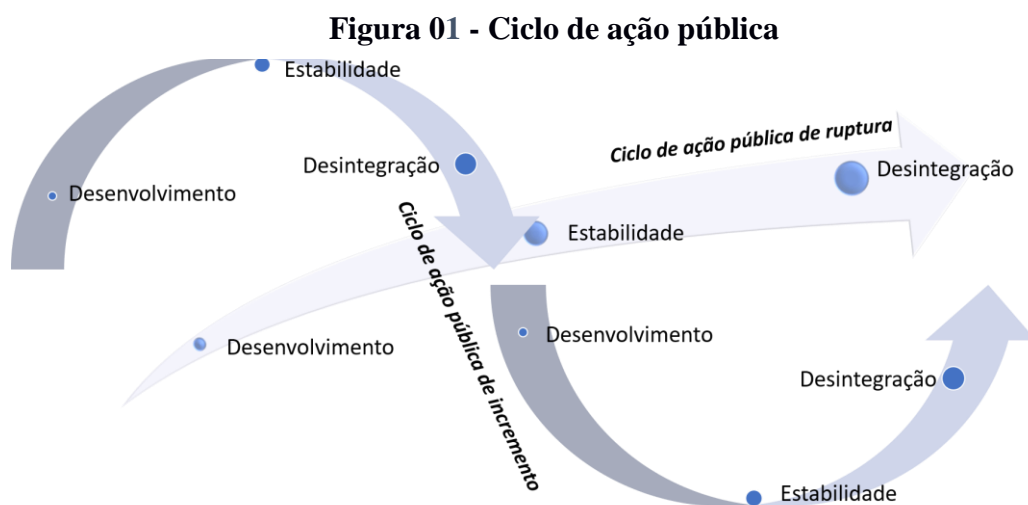 Figura 01 - Ciclo de ação pública
Estabilidade
Desintegração
Desenvolvimento
Ciclo de ação pública de ruptura
Desintegração
Estabilidade
Desenvolvimento
Ciclo de ação pública de incremento
Desenvolvimento
Desintegração
Estabilidade